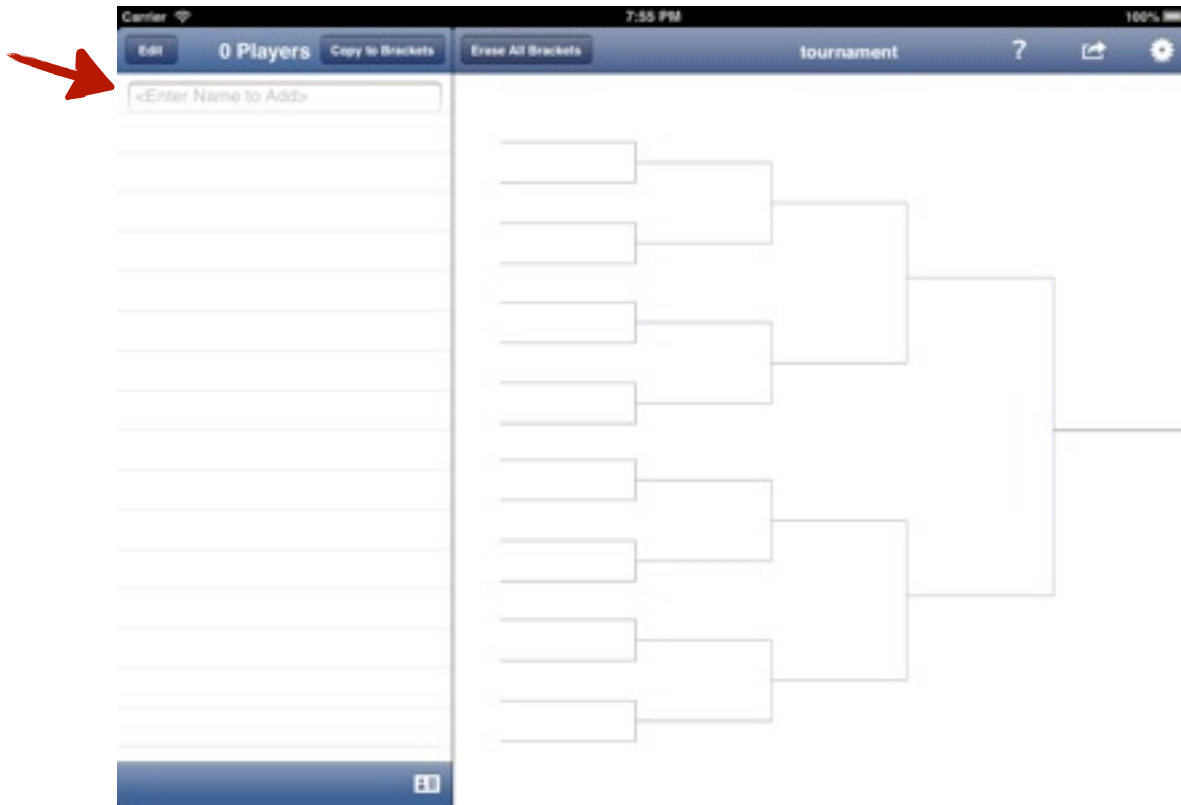 Carrier 7:55 PM 100%
Edit 0 Players Copy to Brackets Erase All Brackets tournament ?
<Enter Name to Add>